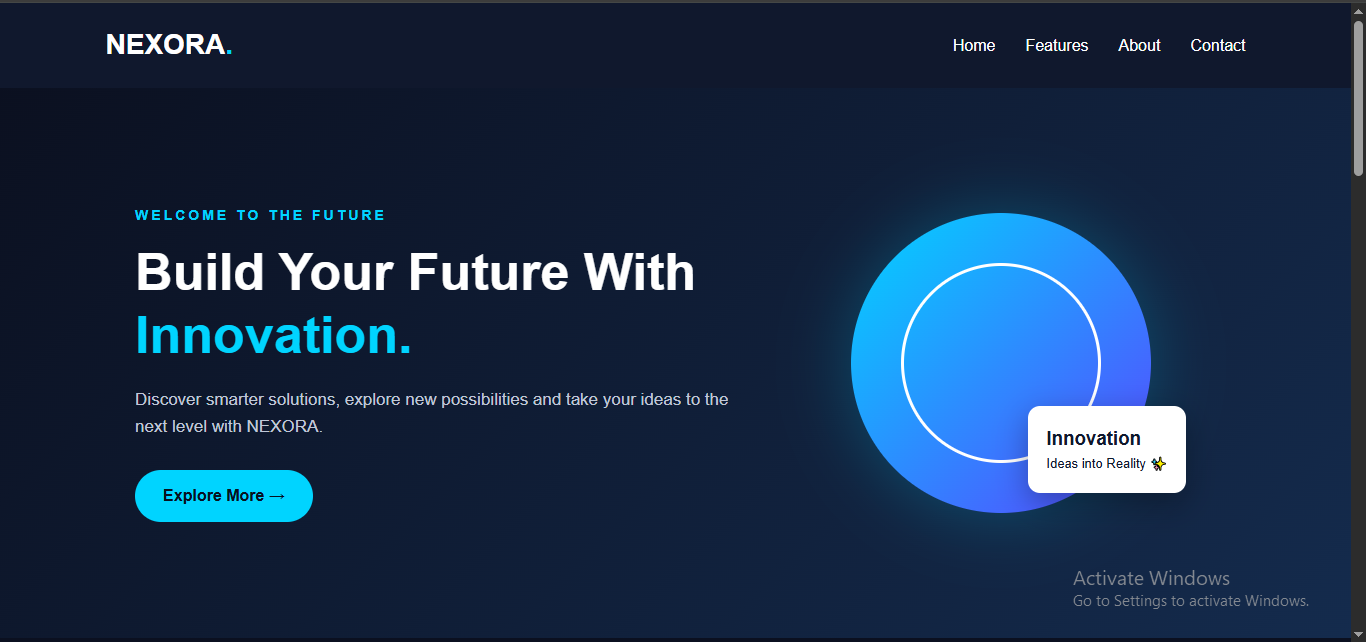 NEXORA.
Home Features About Contact
WELCOME TO THE FUTURE
Build Your Future With
Innovation.
Discover smarter solutions, explore new possibilities and take your ideas to the
next level with NEXORA.
Explore More →
Innovation
Ideas into Reality ✨
Activate Windows
Go to Settings to activate Windows.